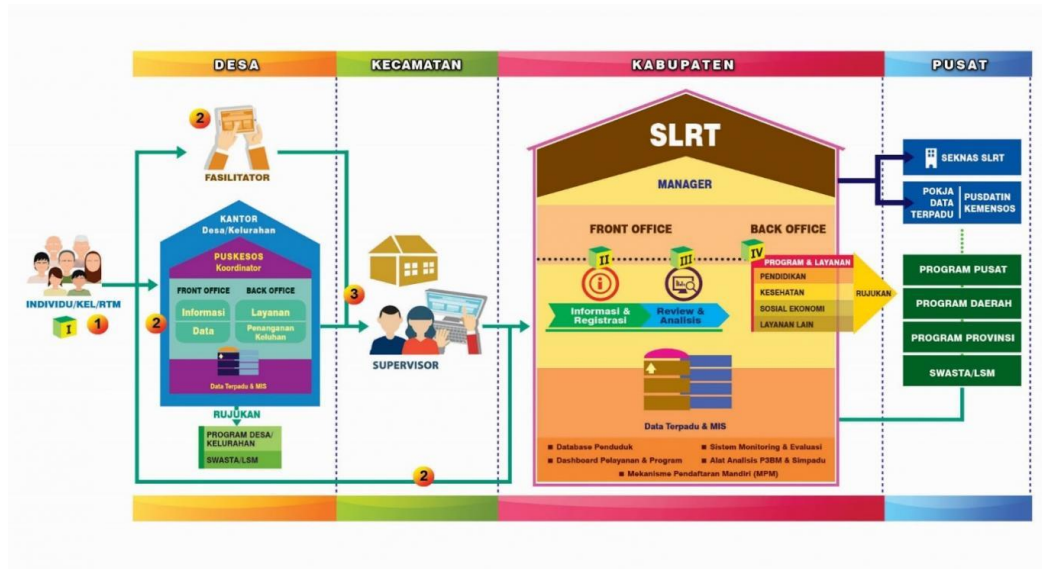 DESA
KECAMATAN
KABUPATEN
PUSAT
2
FASILITATOR
KANTOR
Desa/Kelurahan
PUSKESOS
Koordinator
FRONT OFFICE
BACK OFFICE
Informasi
Layanan
Data
Penanganan
Keluhan
Data Terpadu & MIS
RUJUKAN
PROGRAM DESA/
KELURAHAN
SWASTA/LSM
INDIVIDU/KEL/RTM
I
1
2
3
SUPERVISOR
2
SLRT
MANAGER
FRONT OFFICE
BACK OFFICE
II
III
IV
Informasi &
Registrasi
Review &
Analisis
PROGRAM & LAYANAN
PENDIDIKAN
KESEHATAN
SOSIAL EKONOMI
LAYANAN LAIN
RUJUKAN
Data Terpadu & MIS
Database Penduduk
Sistem Monitoring & Evaluasi
Dashboard Pelayanan & Program
Alat Analisis P3BM & Simpadu
Mekanisme Pendaftaran Mandiri (MPM)
SEKNAS SLRT
POKJA
DATA
TERPADU
PUSDATIN
KEMENSOS
PROGRAM PUSAT
PROGRAM DAERAH
PROGRAM PROVINSI
SWASTA/LSM